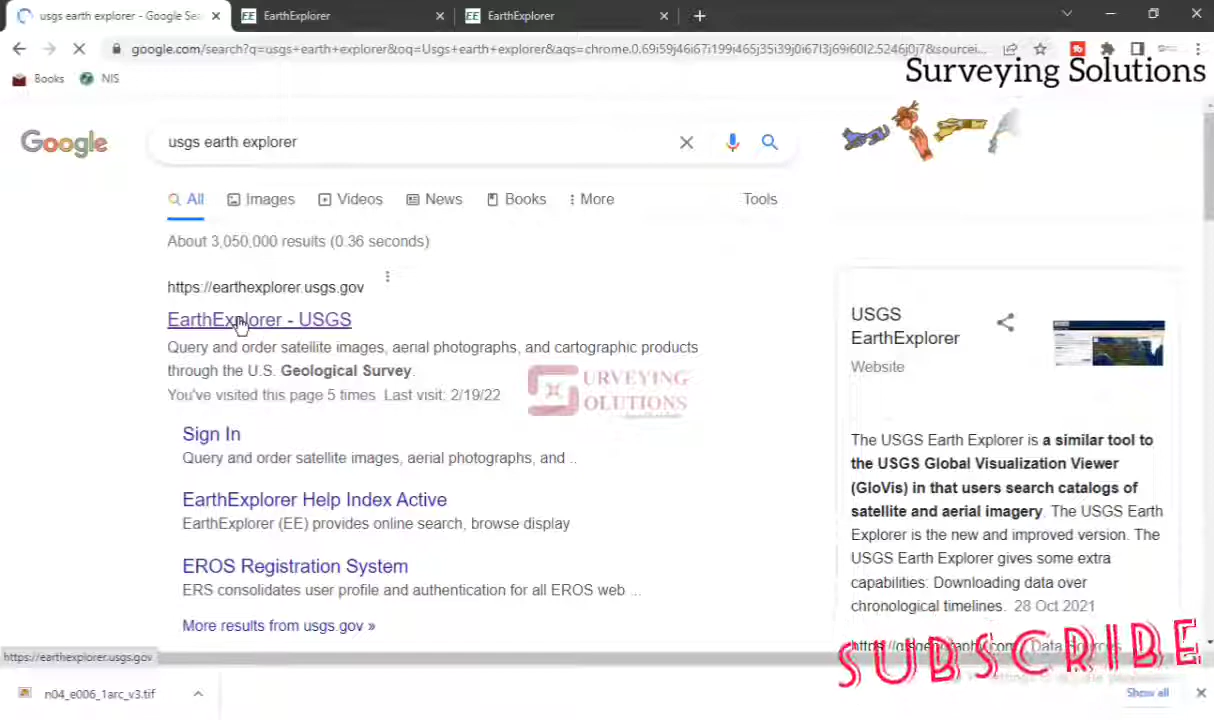 usgs earth explorer - Google Sea
EarthExplorer
EarthExplorer
google.com/search?q=usgs+earth+explorer&oq=Usgs+earth+explorer&aqs=chrome.0.69i59j46i67i199i465j35i39j0i67l3j69i60l2.5246j0j7&sourcei...
Books
NIS
Surveying Solutions
Google
usgs earth explorer
All
Images
Videos
News
Books
More
Tools
About 3,050,000 results (0.36 seconds)
https://earthexplorer.usgs.gov
EarthExplorer - USGS
Query and order satellite images, aerial photographs, and cartographic products
through the U.S. Geological Survey.
You've visited this page 5 times. Last visit: 2/19/22
SURVEYING
SOLUTIONS
Sign In
Query and order satellite images, aerial photographs, and ..
EarthExplorer Help Index Active
EarthExplorer (EE) provides online search, browse display
EROS Registration System
ERS consolidates user profile and authentication for all EROS web ...
More results from usgs.gov »
USGS
EarthExplorer
Website
The USGS Earth Explorer is a similar tool to
the USGS Global Visualization Viewer
(GloVis) in that users search catalogs of
satellite and aerial imagery. The USGS Earth
Explorer is the new and improved version. The
USGS Earth Explorer gives some extra
capabilities: Downloading data over
chronological timelines. 28 Oct 2021
https://gisgeography.com Data Sources
SUBSCRIBE
https://earthexplorer.usgs.gov
n04_e006_1arc_v3.tif
Show all